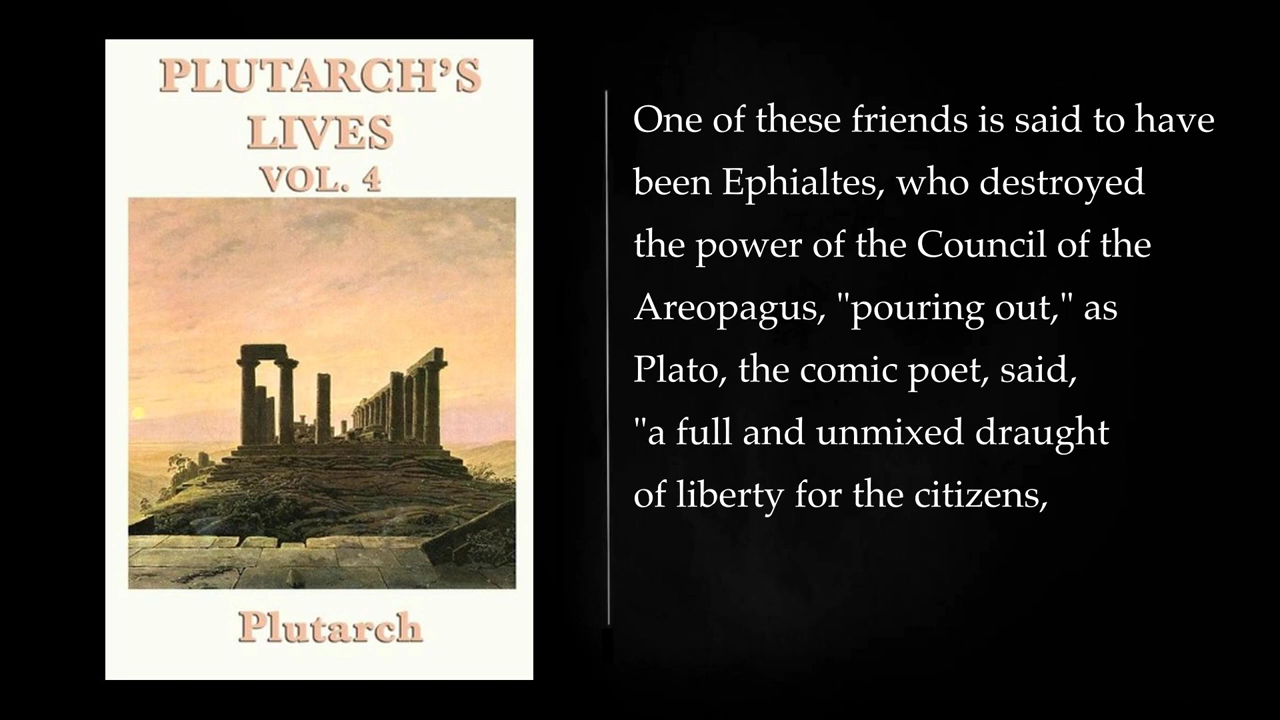 PLUTARCH'S
LIVES
VOL. 4
Plutarch
One of these friends is said to have
been Ephialtes, who destroyed
the power of the Council of the
Areopagus, "pouring out," as
Plato, the comic poet, said,
"a full and unmixed draught
of liberty for the citizens,